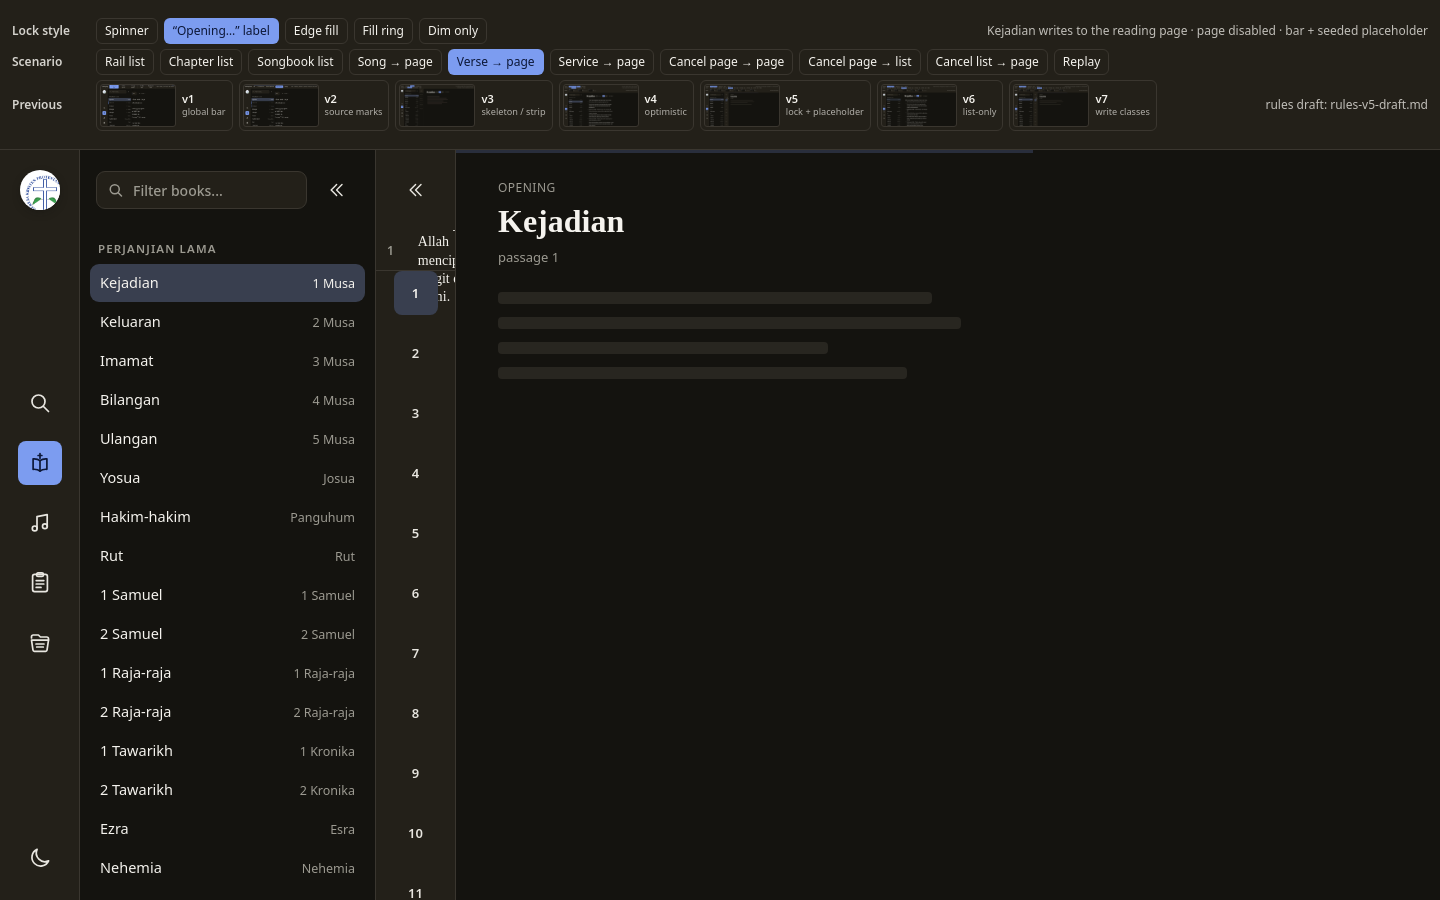 Lock style Spinner “Opening…” label Edge fill Fill ring Dim only Kejadian writes to the reading page · page disabled · bar + seeded placeholder
Scenario Rail list Chapter list Songbook list Song → page Verse → page Service → page Cancel page → page Cancel page → list Cancel list → page Replay
Previous v1 global bar v2 source marks v3 skeleton / strip v4 optimistic v5 lock + placeholder v6 list-only v7 write classes rules draft: rules-v5-draft.md
Filter books...
PERJANJIAN LAMA
Kejadian 1 Musa
Keluaran 2 Musa
Imamat 3 Musa
Bilangan 4 Musa
Ulangan 5 Musa
Yosua Josua
Hakim-hakim Panguhum
Rut Rut
1 Samuel 1 Samuel
2 Samuel 2 Samuel
1 Raja-raja 1 Raja-raja
2 Raja-raja 2 Raja-raja
1 Tawarikh 1 Kronika
2 Tawarikh 2 Kronika
Ezra Esra
Nehemia Nehemia
1 Allah
1
2
3
4
5
6
7
8
9
10
11
OPENING
Kejadian
passage 1